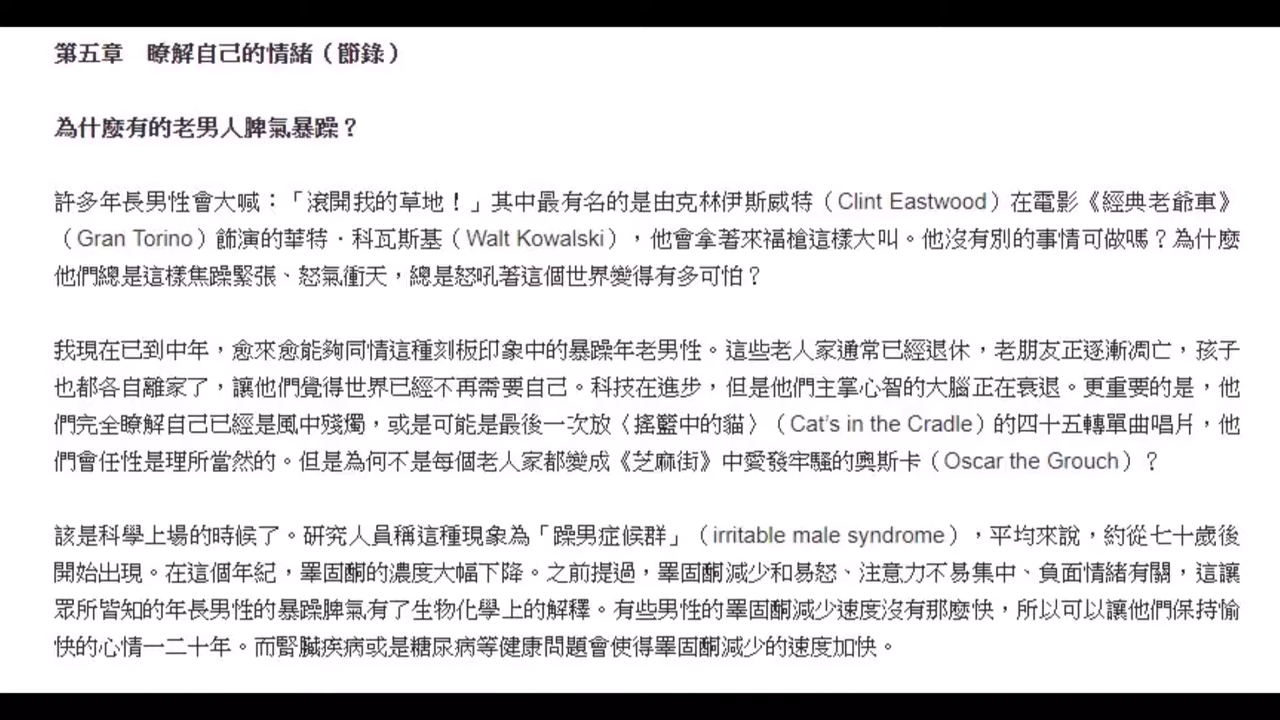 第五章　瞭解自己的情緒（節錄）
為什麼有的老男人脾氣暴躁？
許多年長男性會大喊：「滾開我的草地！」其中最有名的是由克林伊斯威特（Clint Eastwood）在電影《經典老爺車》
（Gran Torino）飾演的華特．科瓦斯基（Walt Kowalski），他會拿著來福槍這樣大叫。他沒有別的事情可做嗎？為什麼
他們總是這樣焦躁緊張、怒氣衝天，總是怒吼著這個世界變得有多可怕？
我現在已到中年，愈來愈能夠同情這種刻板印象中的暴躁年老男性。這些老人家通常已經退休，老朋友正逐漸凋亡，孩子
也都各自離家了，讓他們覺得世界已經不再需要自己。科技在進步，但是他們主掌心智的大腦正在衰退。更重要的是，他
們完全瞭解自己已經是風中殘燭，或是可能是最後一次放〈搖籃中的貓〉（Cat’s in the Cradle）的四十五轉單曲唱片，他
們會任性是理所當然的。但是為何不是每個老人家都變成《芝麻街》中愛發牢騷的奧斯卡（Oscar the Grouch）？
該是科學上場的時候了。研究人員稱這種現象為「躁男症候群」（irritable male syndrome），平均來說，約從七十歲後
開始出現。在這個年紀，睪固酮的濃度大幅下降。之前提過，睪固酮減少和易怒、注意力不易集中、負面情緒有關，這讓
眾所皆知的年長男性的暴躁脾氣有了生物化學上的解釋。有些男性的睪固酮減少速度沒有那麼快，所以可以讓他們保持愉
快的心情一二十年。而腎臟疾病或是糖尿病等健康問題會使得睪固酮減少的速度加快。